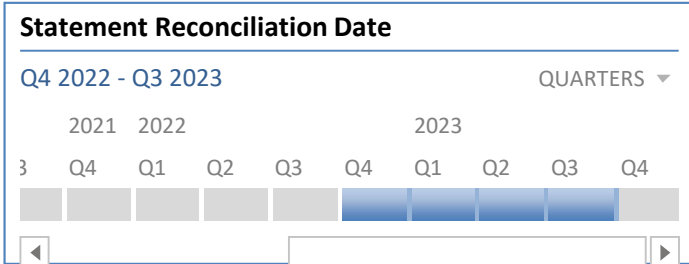 Statement Reconciliation Date
Q4 2022 - Q3 2023 QUARTERS
2021 2022 2023
Q4 Q1 Q2 Q3 Q4 Q1 Q2 Q3 Q4